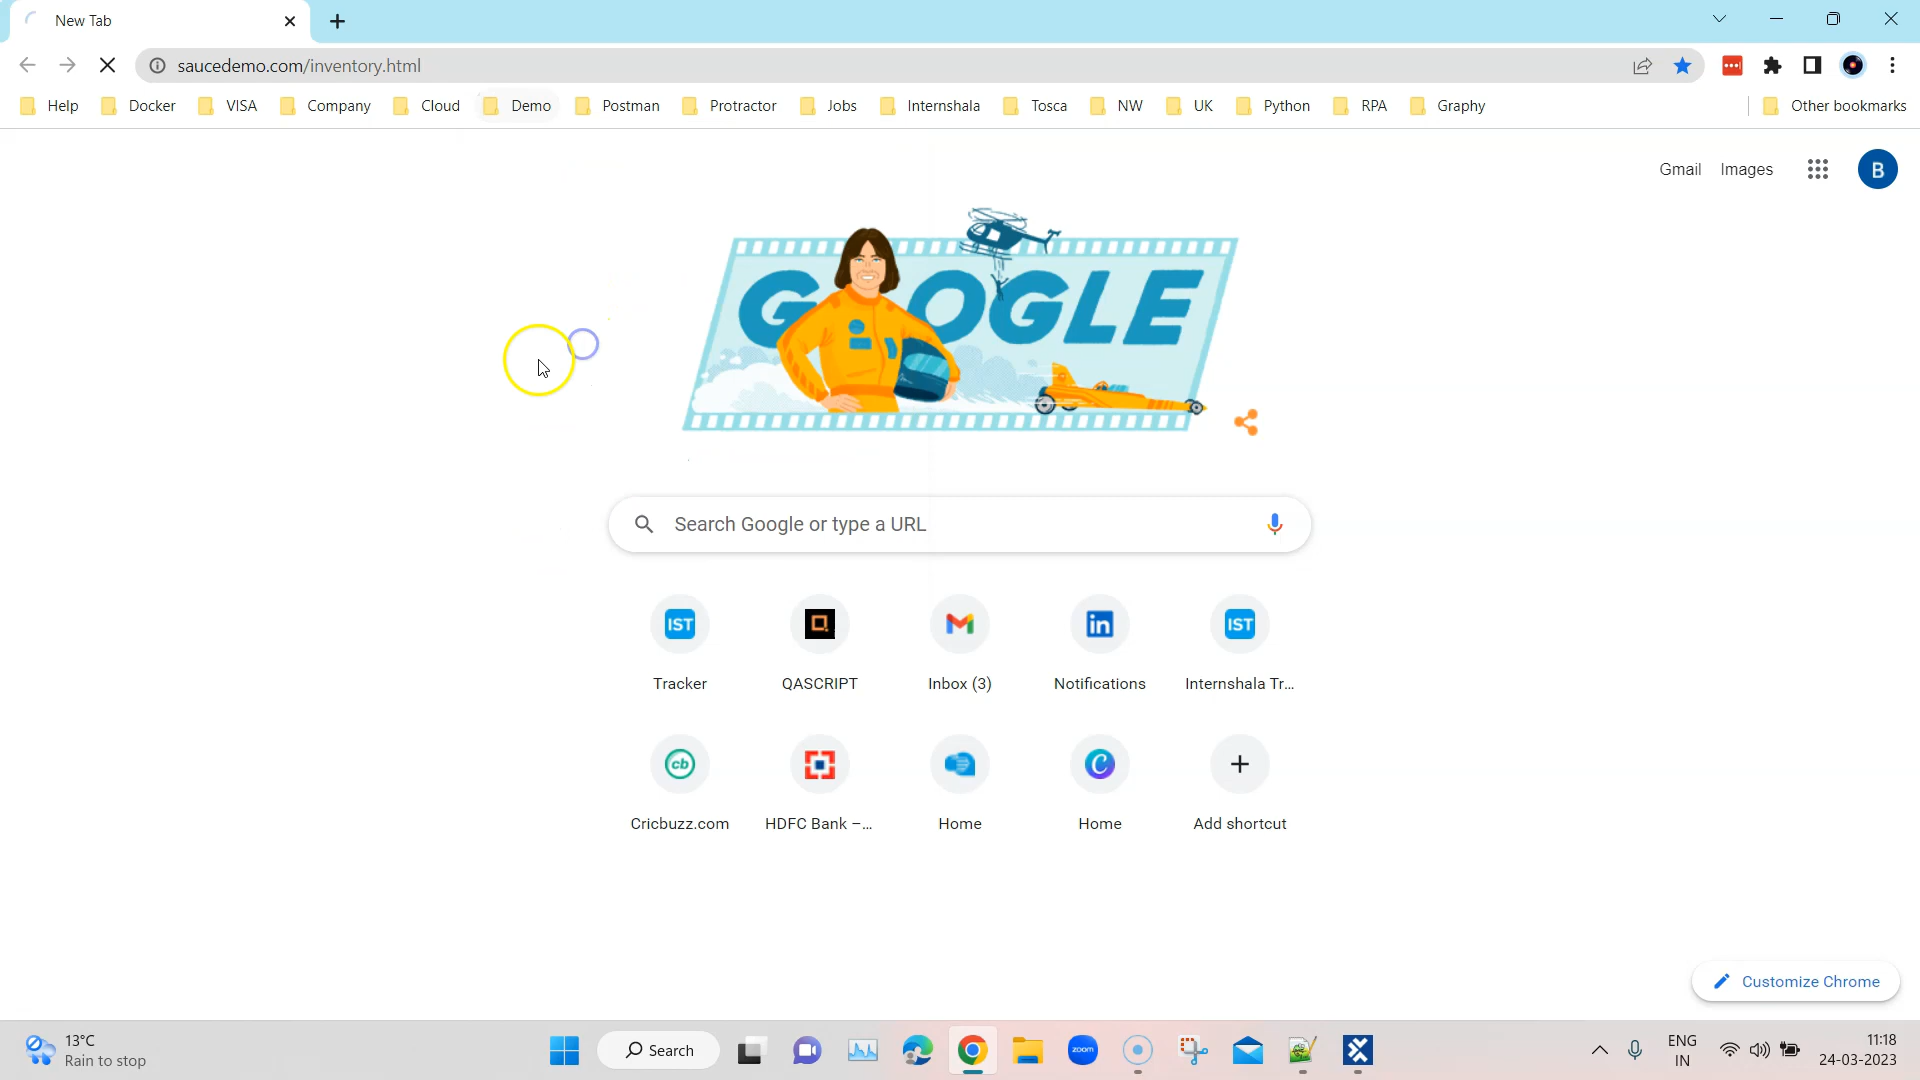 New Tab
saucedemo.com/inventory.html
Help Docker VISA Company Cloud Demo Postman Protractor Jobs Internshala Tosca NW UK Python RPA Graphy Other bookmarks
Gmail Images B
GOOGLE
Search Google or type a URL
IST in IST
Tracker QASCRIPT Inbox (3) Notifications Internshala Tr...
cb C
Cricbuzz.com HDFC Bank –... Home Home Add shortcut
Customize Chrome
13°C
Rain to stop
Search
zoom
ENG
IN
11:18
24-03-2023